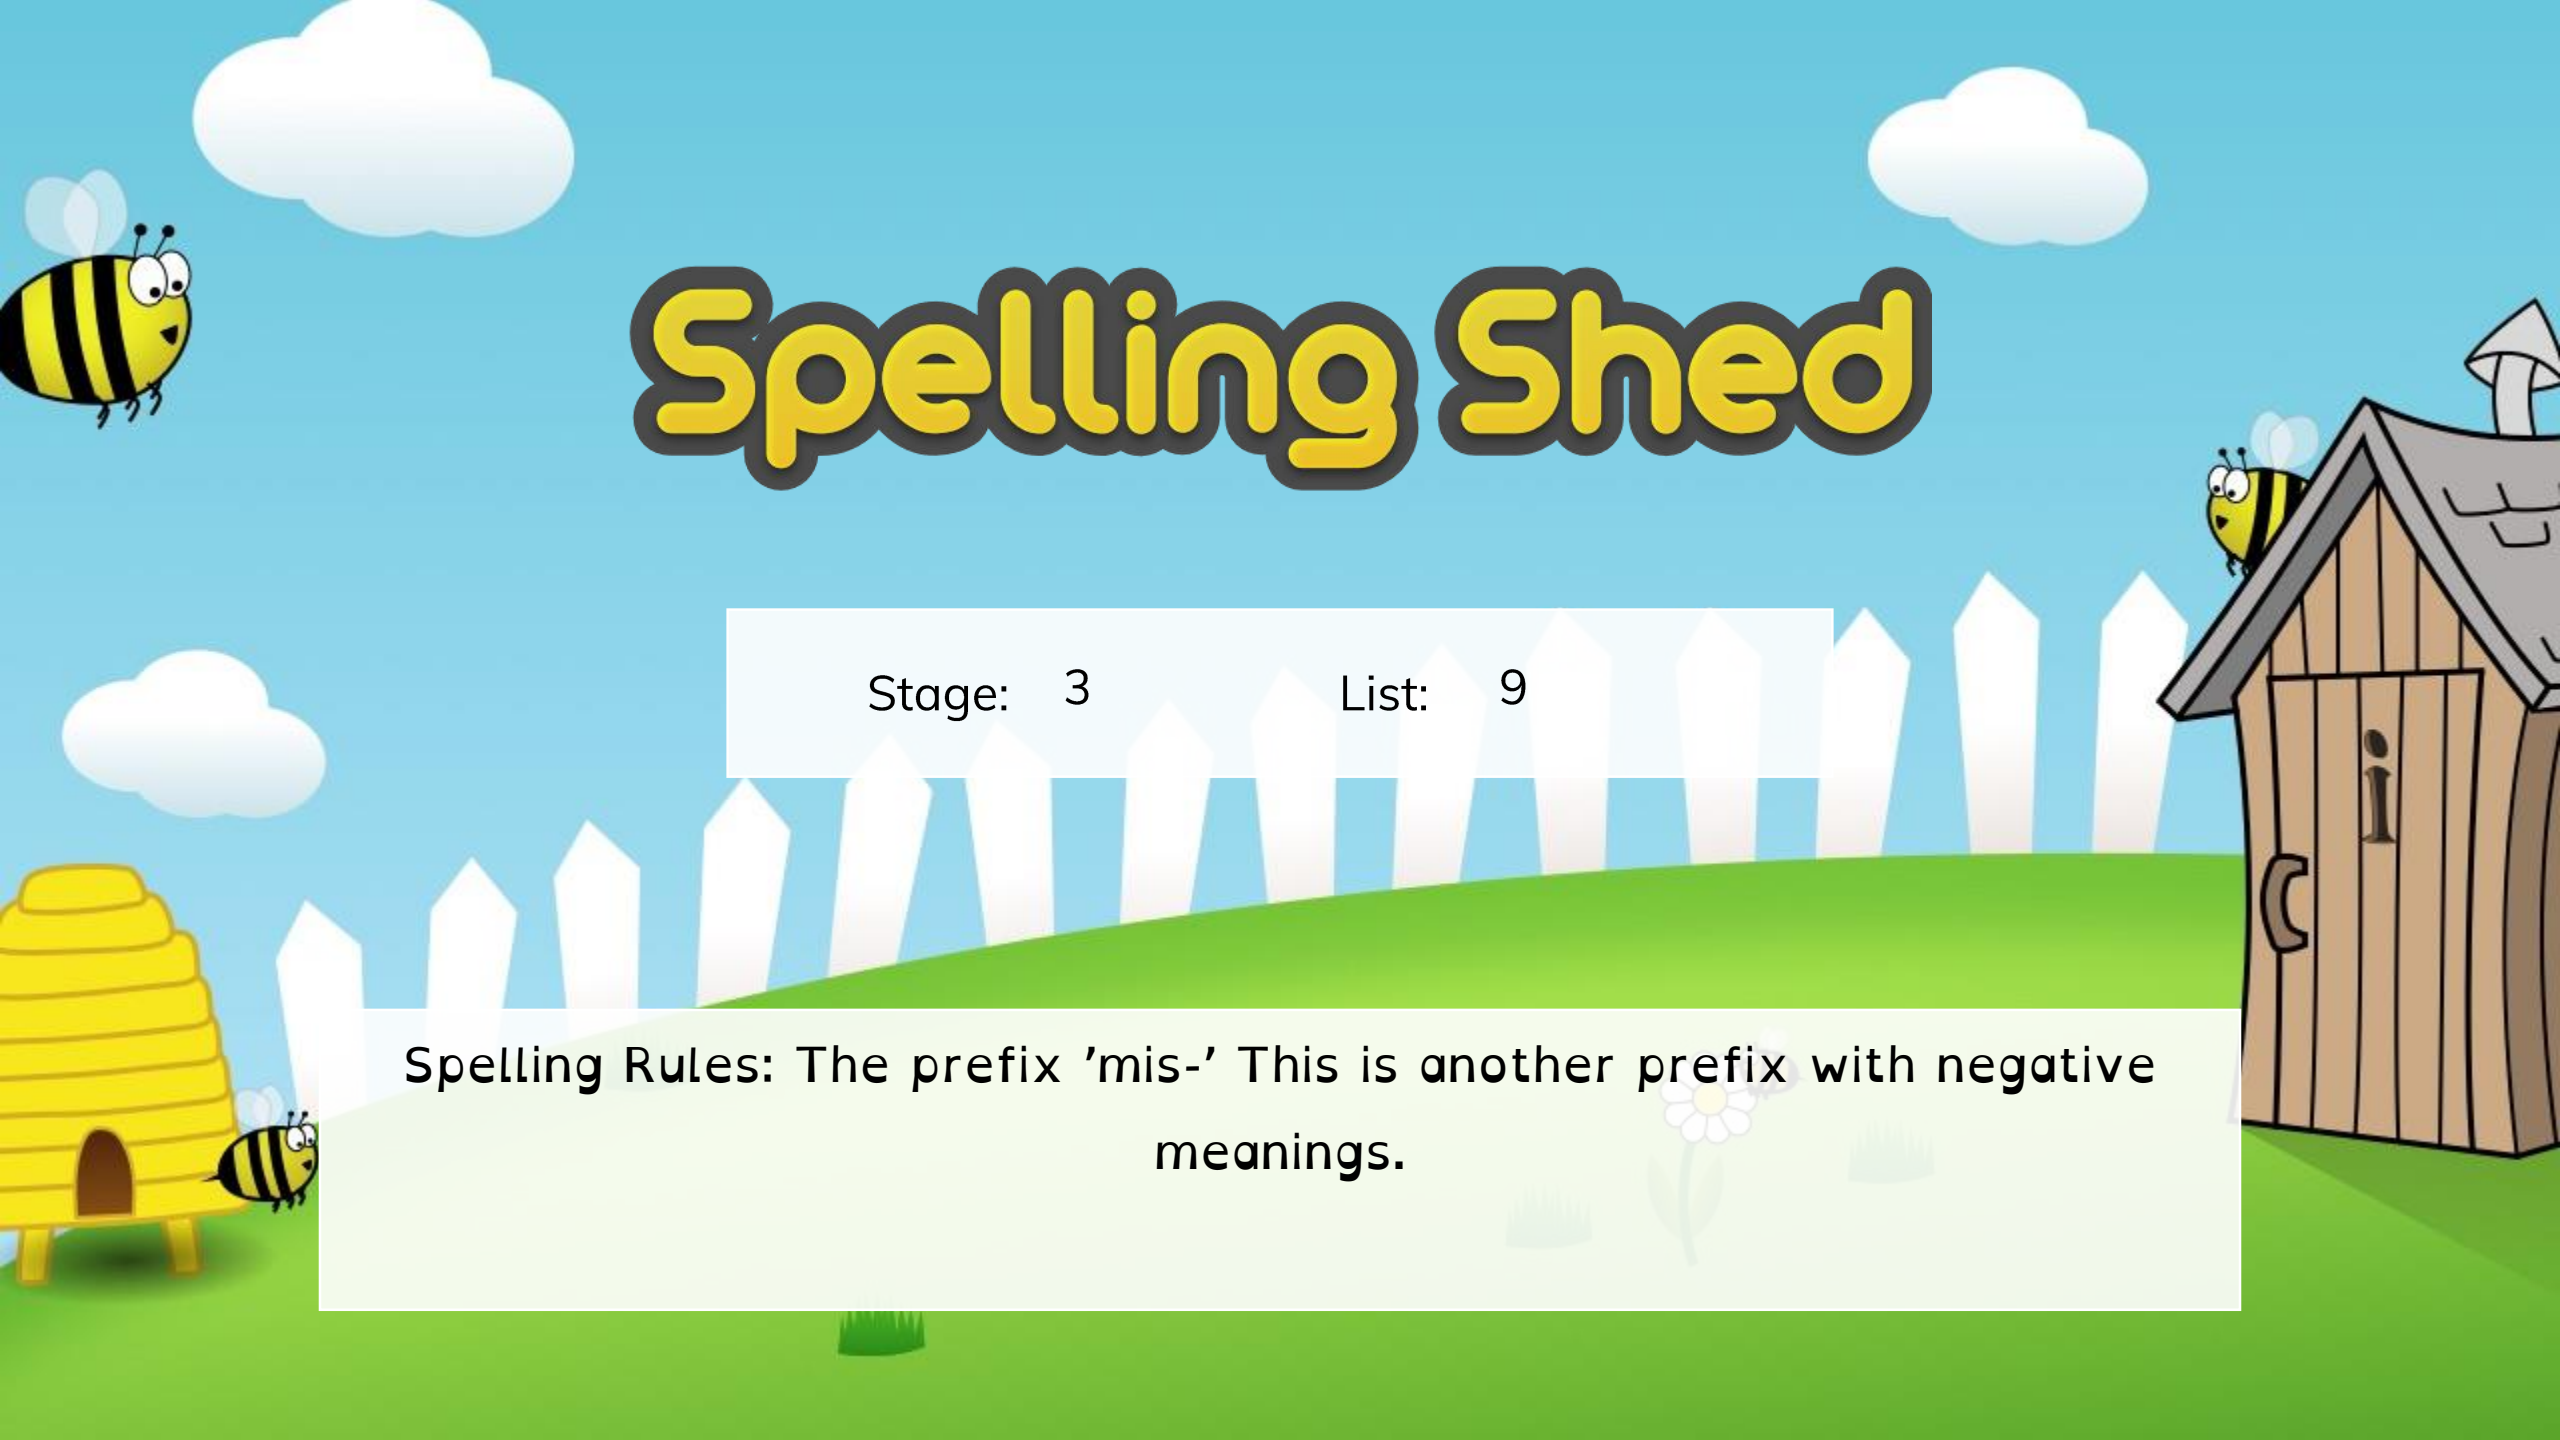 Spelling Shed
Stage: 3 List: 9
i
Spelling Rules: The prefix ’mis-’ This is another prefix with negative
meanings.